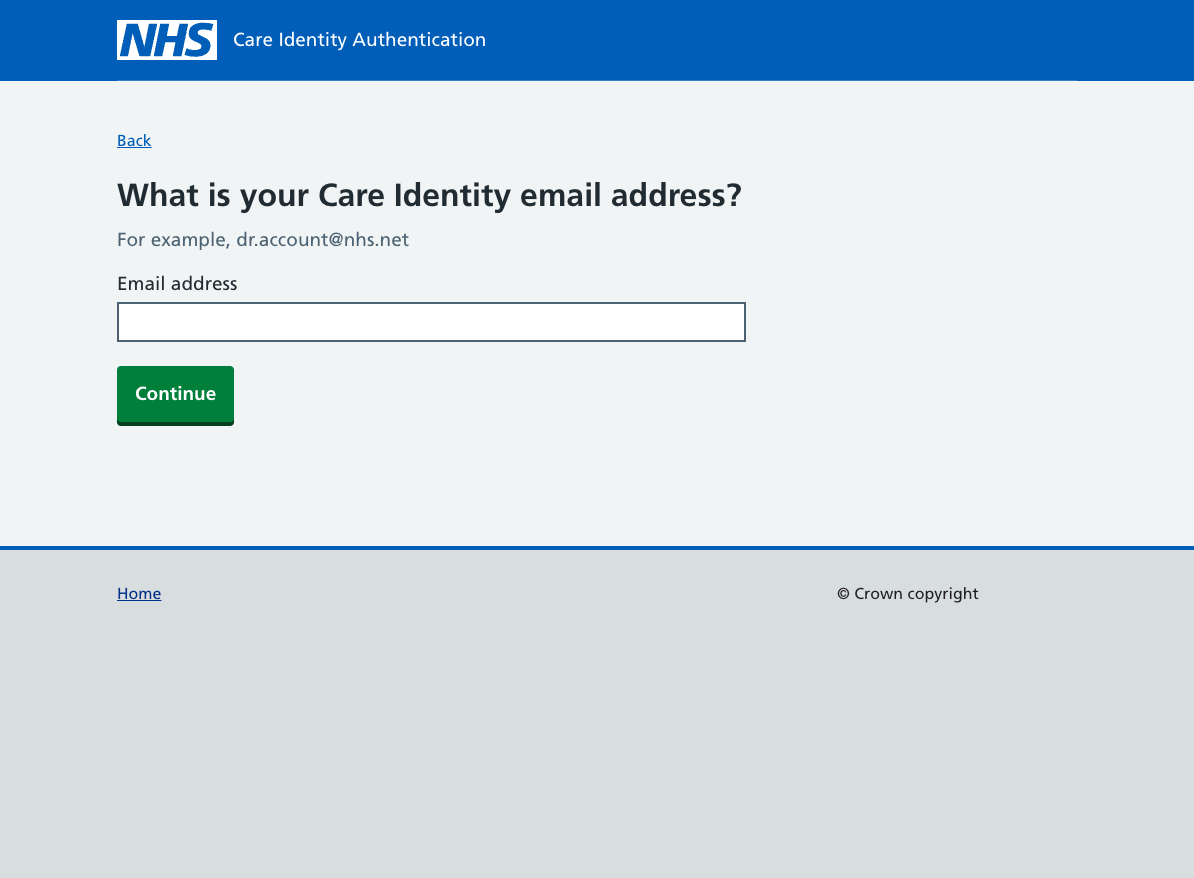 NHS Care Identity Authentication
Back
What is your Care Identity email address?
For example, dr.account@nhs.net
Email address
Continue
Home © Crown copyright